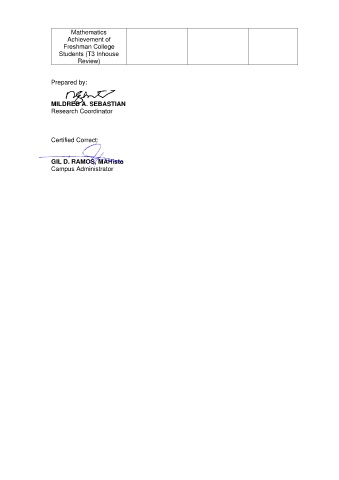 Mathematics
Achievement of
Freshman College
Students (T3 Inhouse
Review)
Prepared by:
MILDRED A. SEBASTIAN
Research Coordinator
Certified Correct:
GIL D. RAMOS, MAHisto
Campus Administrator